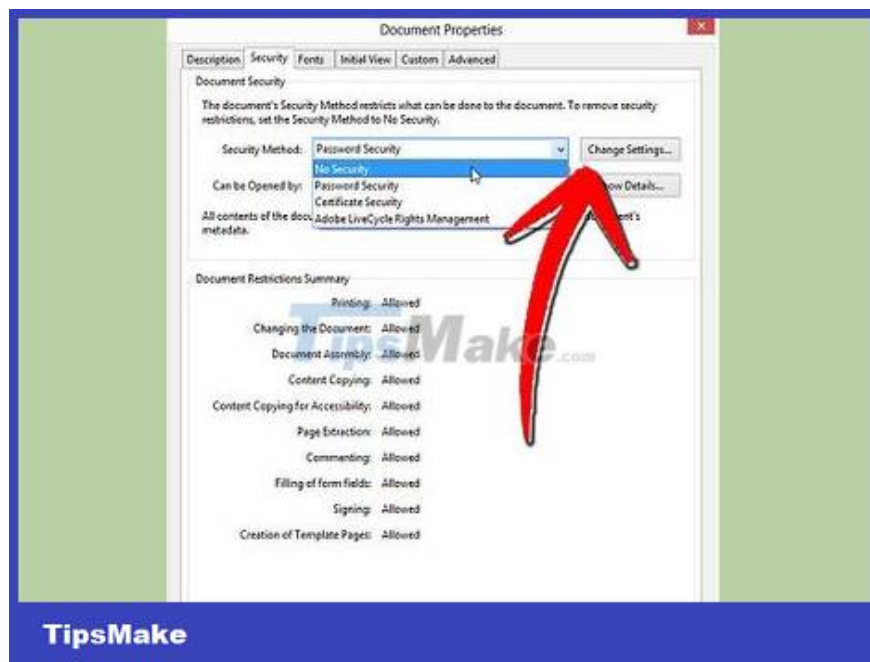 Document Properties
Description Security Fonts Initial View Custom Advanced
Document Security
The document's Security Method restricts what can be done to the document. To remove security
restrictions, set the Security Method to No Security.
Security Method: Password Security Change Settings...
No Security
Can be Opened by: Password Security Details...
Certificate Security
All contents of the Adobe LiveCycle Rights Management
metadata.
Document Restrictions Summary
Printing: Allowed
Changing the Document: Allowed
Document Assembly: Allowed
Content Copying: Allowed
Content Copying for Accessibility: Allowed
Page Extraction: Allowed
Commenting: Allowed
Filling of form fields: Allowed
Signing: Allowed
Creation of Template Pages: Allowed
TipsMake.com
TipsMake